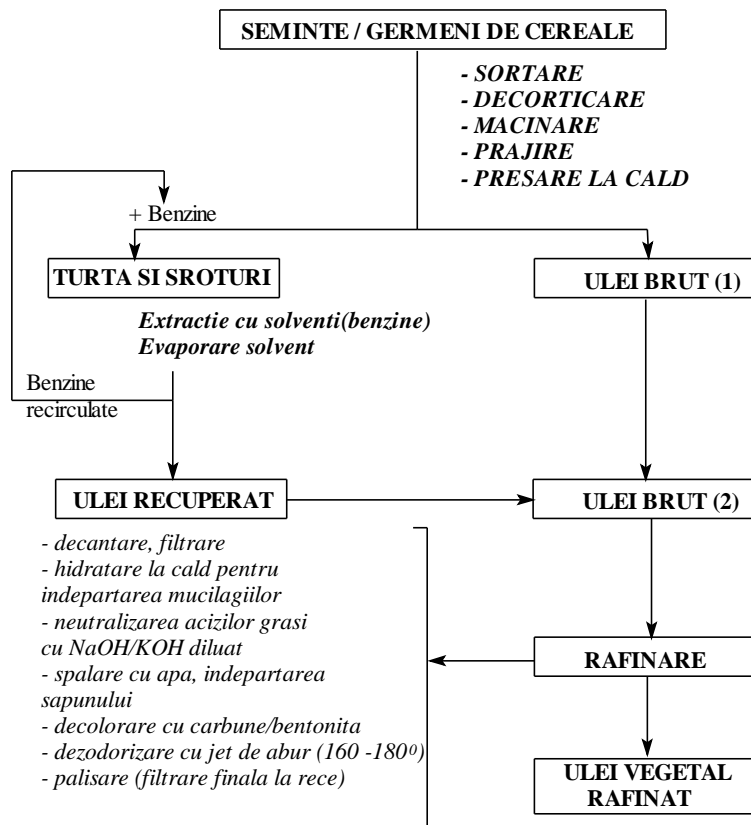 SEMINTE / GERMENI DE CEREALE
- SORTARE
- DECORTICARE
- MACINARE
- PRAJIRE
- PRESARE LA CALD
+ Benzine
TURTA SI SROTURI
ULEI BRUT (1)
Extractie cu solventi(benzine)
Evaporare solvent
Benzine
recirculate
ULEI RECUPERAT
ULEI BRUT (2)
- decantare, filtrare
- hidratare la cald pentru
indepartarea mucilagiilor
- neutralizarea acizilor grasi
cu NaOH/KOH diluat
- spalare cu apa, indepartarea
sapunului
- decolorare cu carbune/bentonita
- dezodorizare cu jet de abur (160 -180⁰)
- palisare (filtrare finala la rece)
RAFINARE
ULEI VEGETAL
RAFINAT